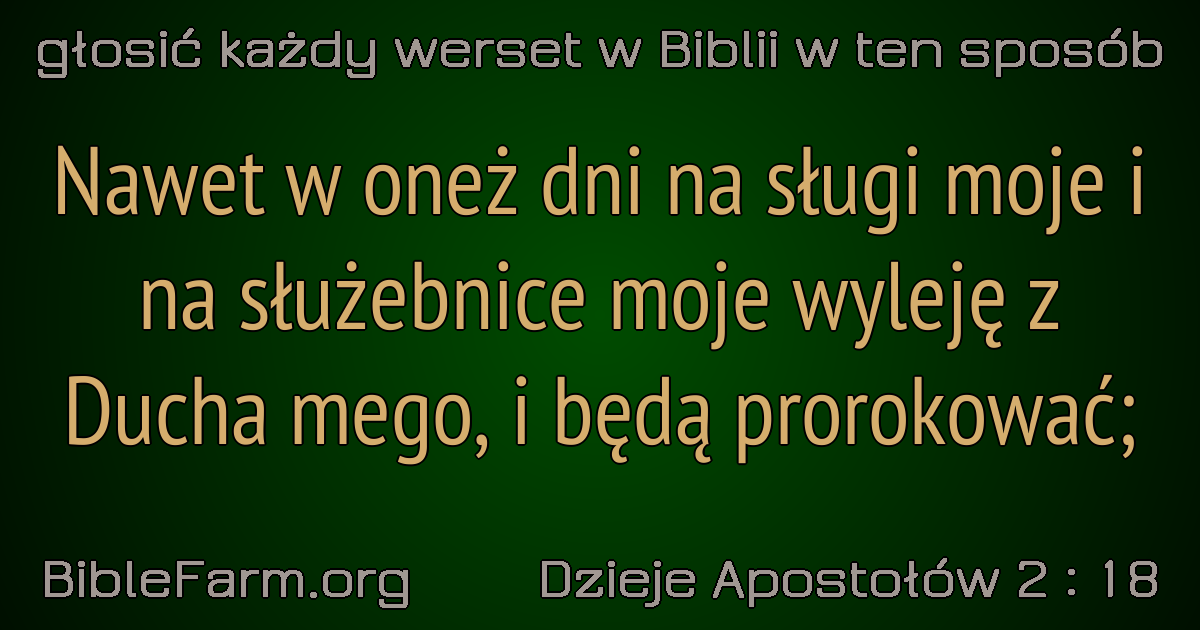 głosić każdy werset w Biblii w ten sposób
Nawet w oneż dni na sługi moje i
na służebnice moje wyleję z
Ducha mego, i będą prorokować;
BibleFarm.org Dzieje Apostołów 2 : 18